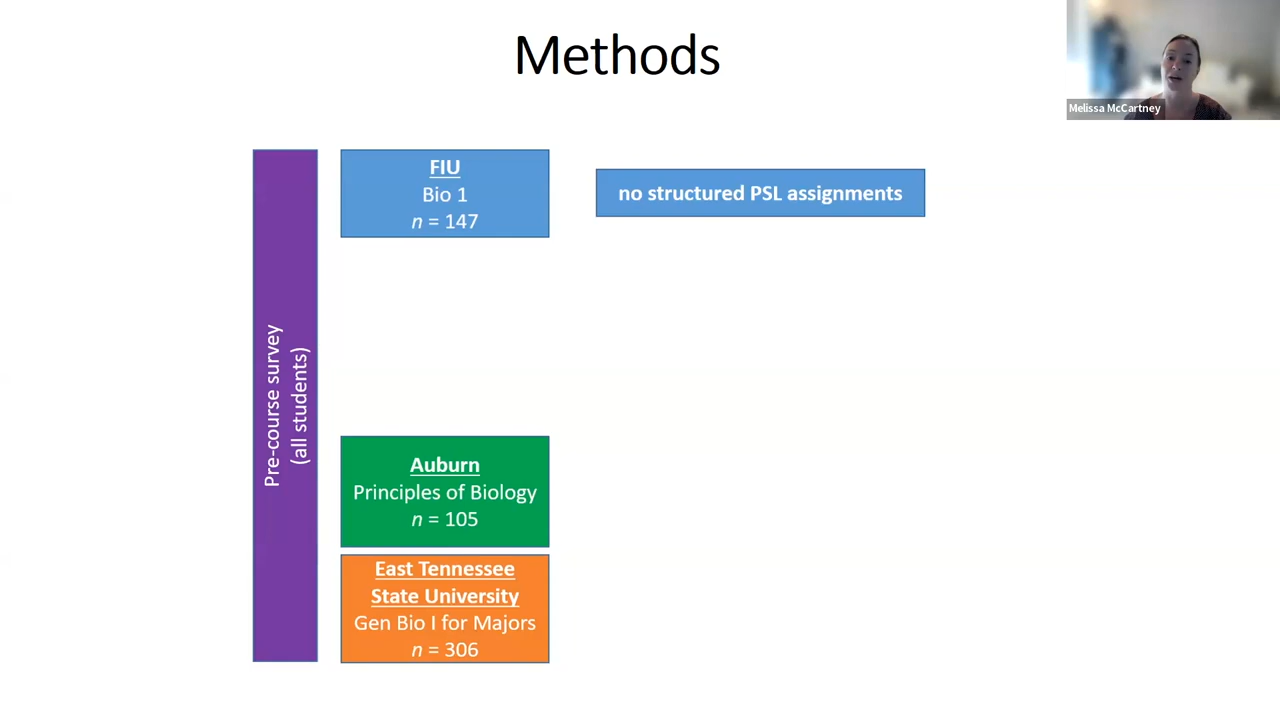 Methods
Melissa McCartney
Pre-course survey
(all students)
FIU
Bio 1
n = 147
no structured PSL assignments
Auburn
Principles of Biology
n = 105
East Tennessee
State University
Gen Bio I for Majors
n = 306